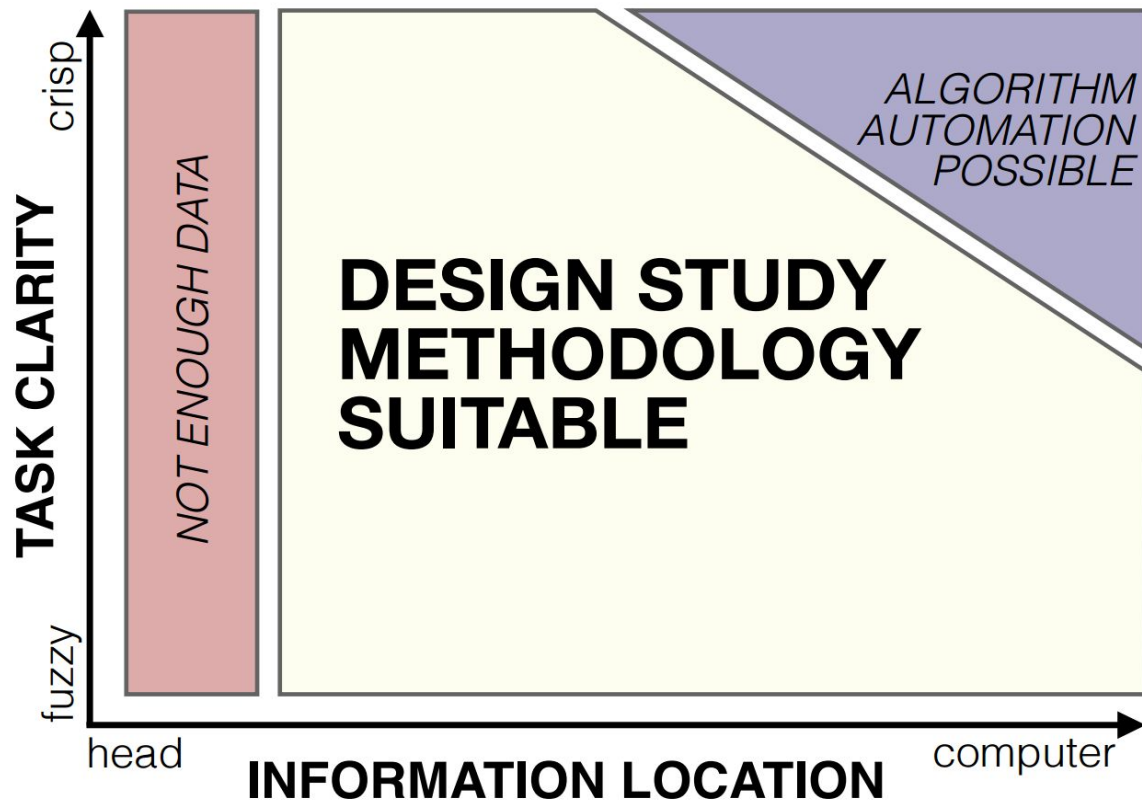 TASK CLARITY
crisp
fuzzy
NOT ENOUGH DATA
DESIGN STUDY
METHODOLOGY
SUITABLE
ALGORITHM
AUTOMATION
POSSIBLE
head
computer
INFORMATION LOCATION